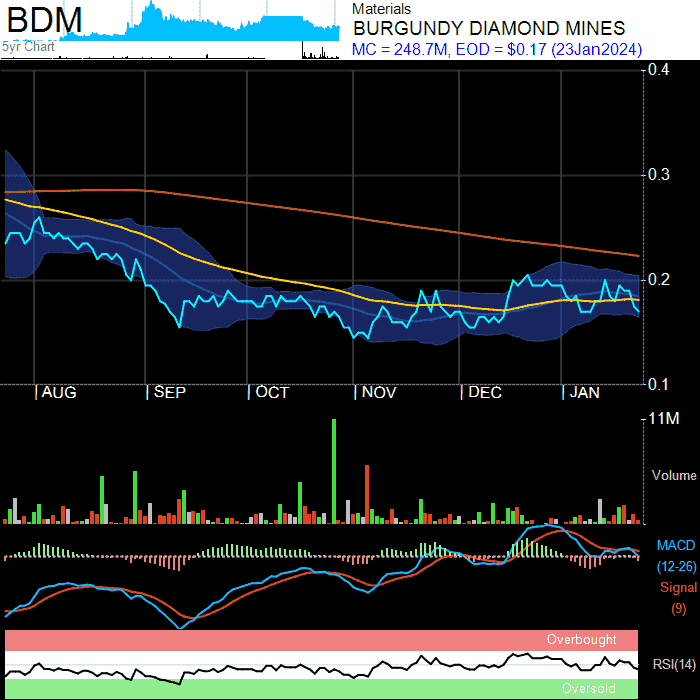 BDM
5yr Chart
Materials
BURGUNDY DIAMOND MINES
MC = 248.7M, EOD = $0.17 (23Jan2024)
0.4
0.3
0.2
0.1
AUG
SEP
OCT
NOV
DEC
JAN
11M
Volume
MACD
(12-26)
Signal
(9)
Overbought
RSI(14)
Oversold